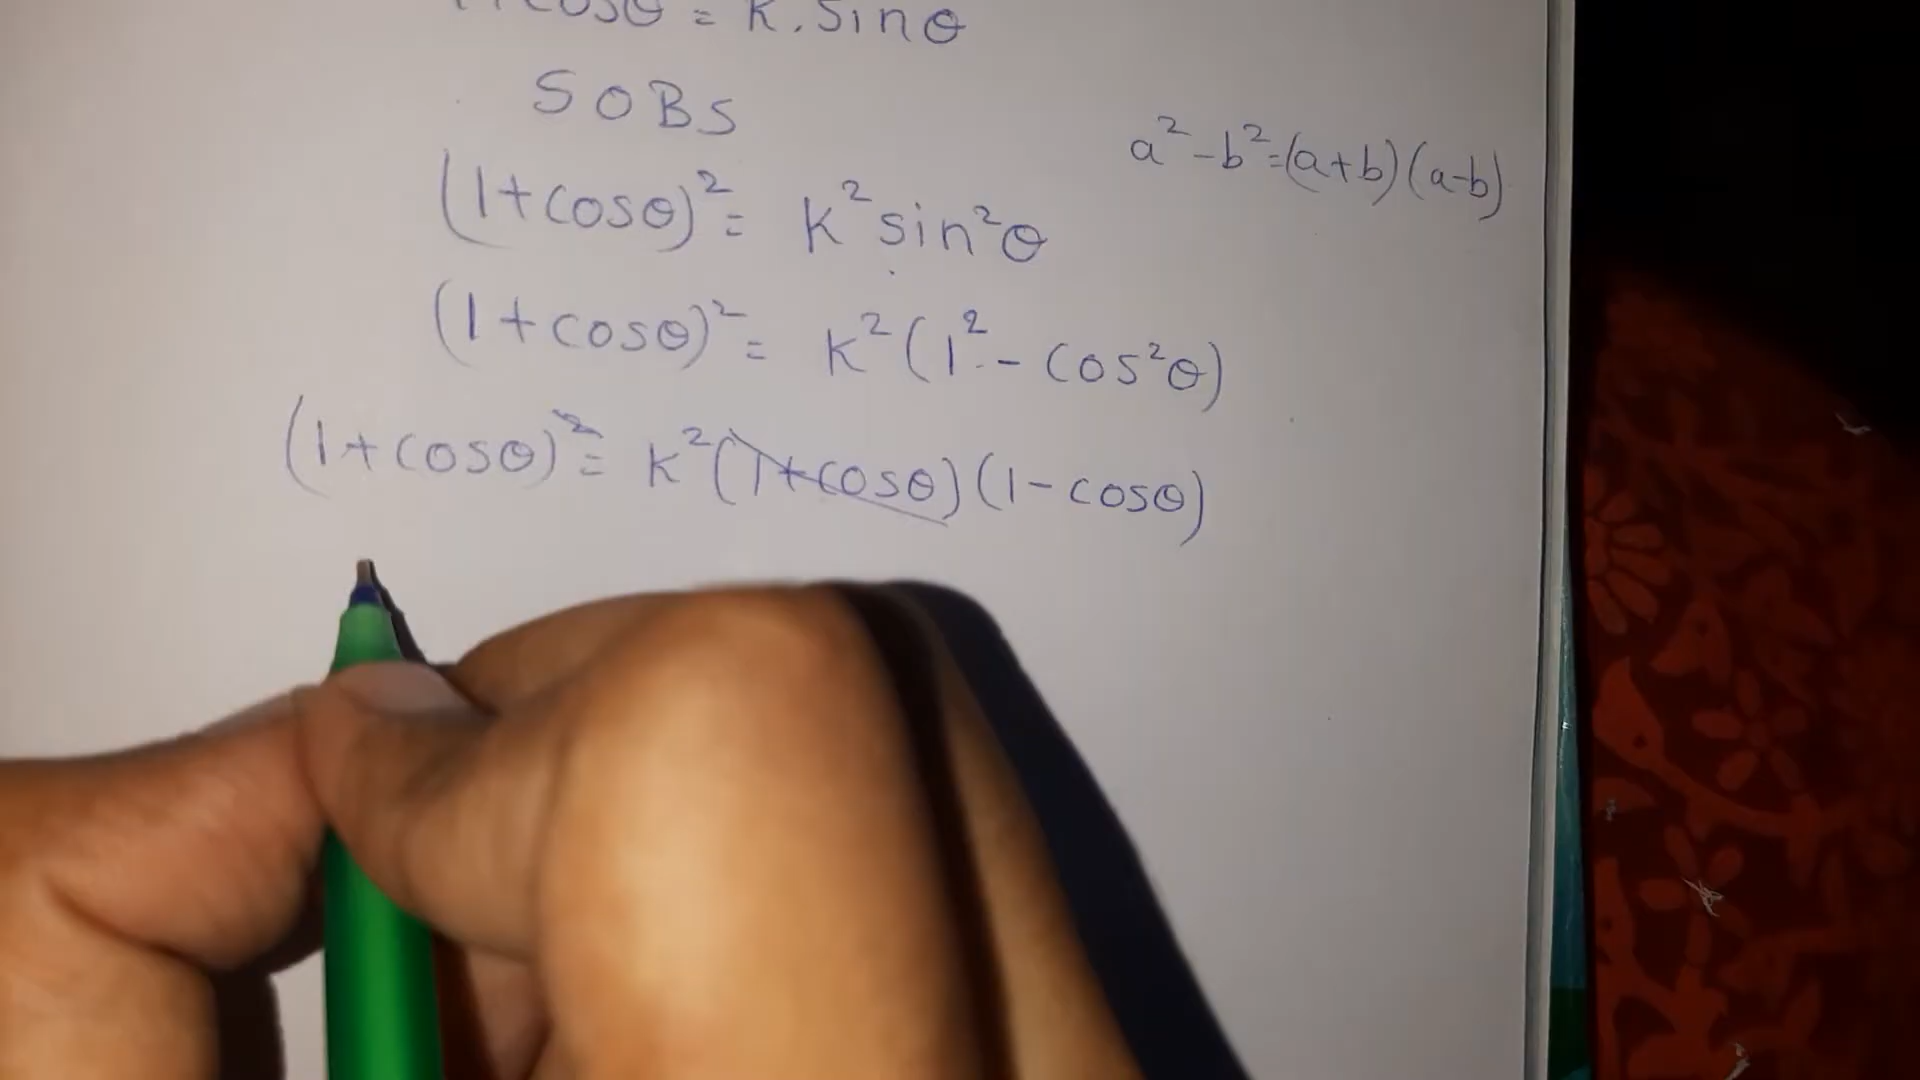 cosθ = K.sinθ
SOBS
a²-b²=(a+b)(a-b)
(1+cosθ)²= K²sin²θ
(1+cosθ)²= K²(1²-cos²θ)
(1+cosθ)²= K²(1+cosθ)(1-cosθ)